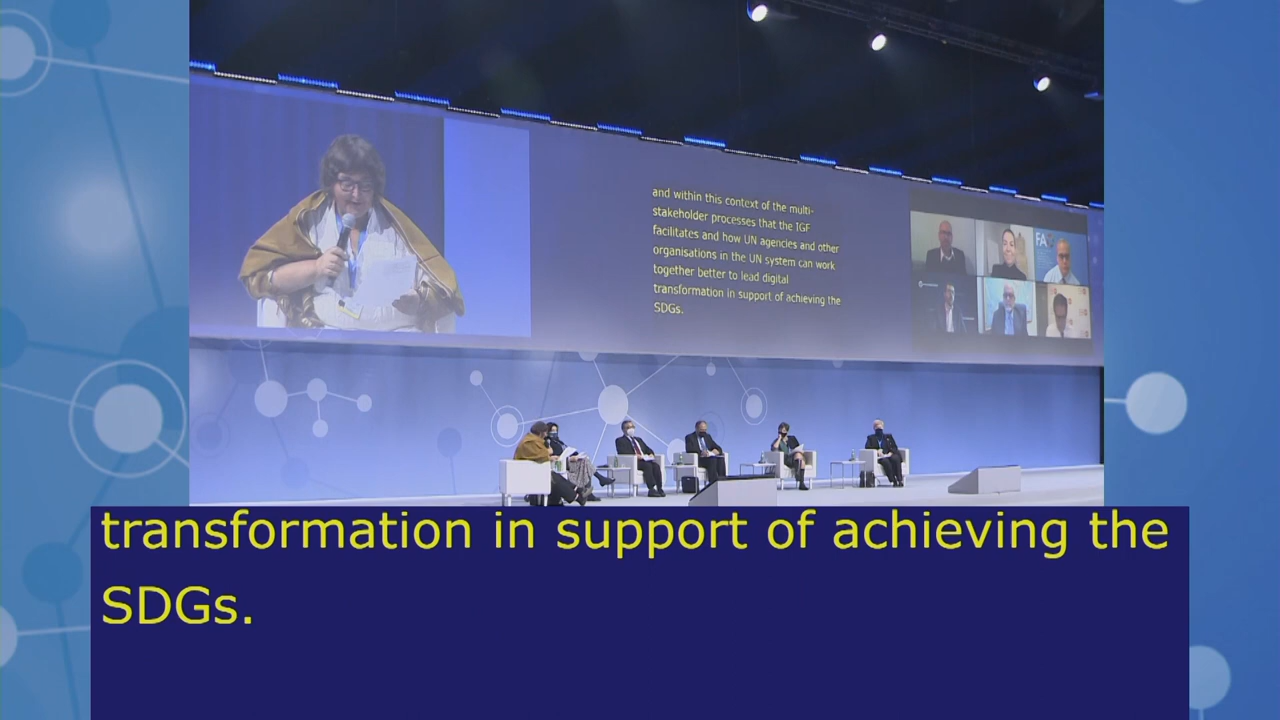 and within this context of the multi-
stakeholder processes that the IGF
facilitates and how UN agencies and other
organisations in the UN system can work
together better to lead digital
transformation in support of achieving the
SDGs.
transformation in support of achieving the
SDGs.